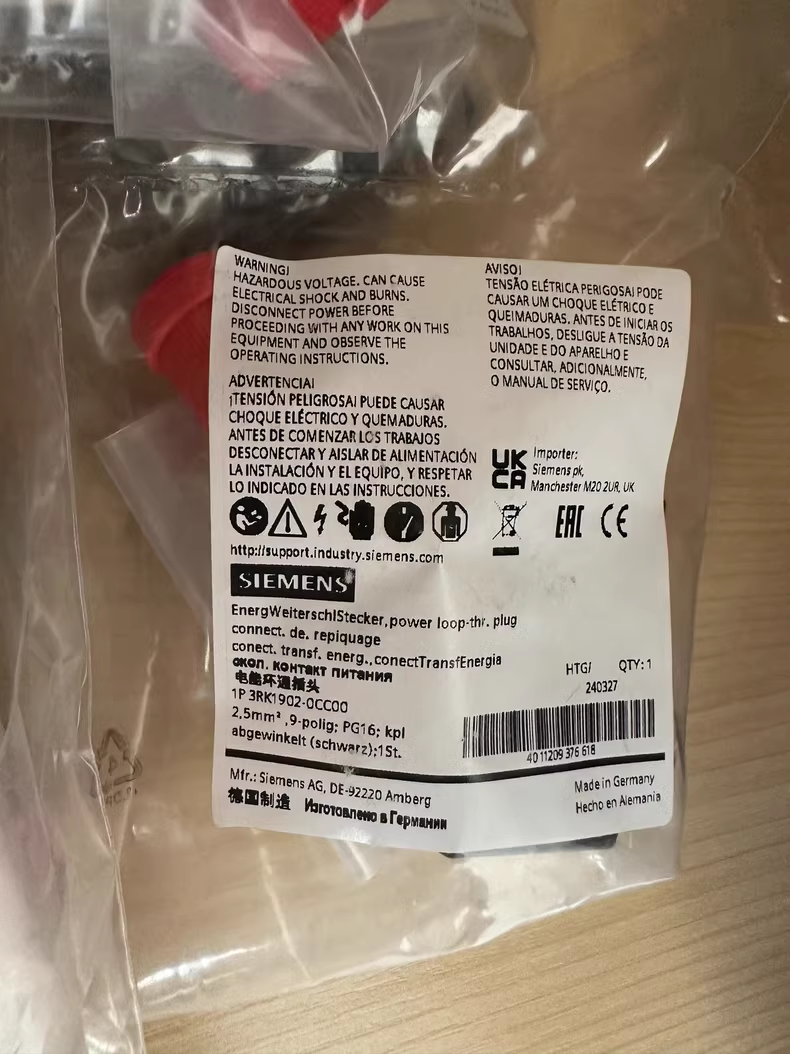 WARNING!
HAZARDOUS VOLTAGE. CAN CAUSE
ELECTRICAL SHOCK AND BURNS.
DISCONNECT POWER BEFORE
PROCEEDING WITH ANY WORK ON THIS
EQUIPMENT AND OBSERVE THE
OPERATING INSTRUCTIONS.
ADVERTENCIA!
¡TENSIÓN PELIGROSA! PUEDE CAUSAR
CHOQUE ELÉCTRICO Y QUEMADURAS.
ANTES DE COMENZAR LOS TRABAJOS
DESCONECTAR Y AISLAR DE ALIMENTACIÓN
LA INSTALACIÓN Y EL EQUIPO, Y RESPETAR
LO INDICADO EN LAS INSTRUCCIONES.
AVISO!
TENSÃO ELÉTRICA PERIGOSA! PODE
CAUSAR UM CHOQUE ELÉTRICO E
QUEIMADURAS. ANTES DE INICIAR OS
TRABALHOS, DESLIGUE A TENSÃO DA
UNIDADE E DO APARELHO E
CONSULTAR, ADICIONALMENTE,
O MANUAL DE SERVIÇO.
UK
CA
Importer:
Siemens plc,
Manchester M20 2UR, UK
EAC CE
http://support.industry.siemens.com
SIEMENS
EnergWeiterschlStecker,power loop-thr. plug
connect. de. repiquage
conect. transf. energ.,conectTransfEnergia
окол. контакт питания
电能环通插头
1P 3RK1902-0CC00
2,5mm² ,9-polig; PG16; kpl
abgewinkelt (schwarz);1St.
HTG/ QTY: 1
240327
4011209376618
Mfr.: Siemens AG, DE-92220 Amberg
德国制造 Изготовлено в Германии
Made in Germany
Hecho en Alemania
4